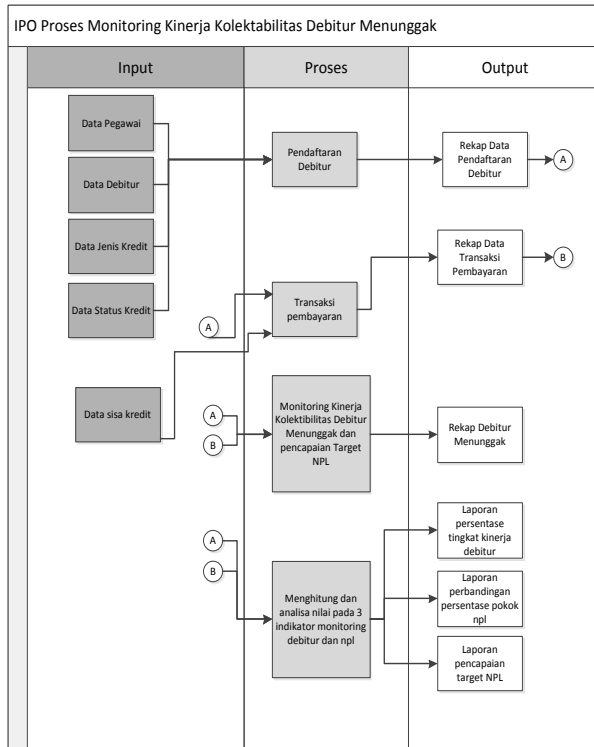 IPO Proses Monitoring Kinerja Kolektabilitas Debitur Menunggak
Input
Proses
Output
Data Pegawai
Data Debitur
Data Jenis Kredit
Data Status Kredit
Pendaftaran
Debitur
Rekap Data
Pendaftaran
Debitur
A
A
Transaksi
pembayaran
Rekap Data
Transaksi
Pembayaran
B
Data sisa kredit
A
B
Monitoring Kinerja
Kolektibilitas Debitur
Menunggak dan
pencapaian Target
NPL
Rekap Debitur
Menunggak
A
B
Menghitung dan
analisa nilai pada 3
indikator monitoring
debitur dan npl
Laporan
persentase
tingkat kinerja
debitur
Laporan
perbandingan
persentase pokok
npl
Laporan
pencapaian
target NPL